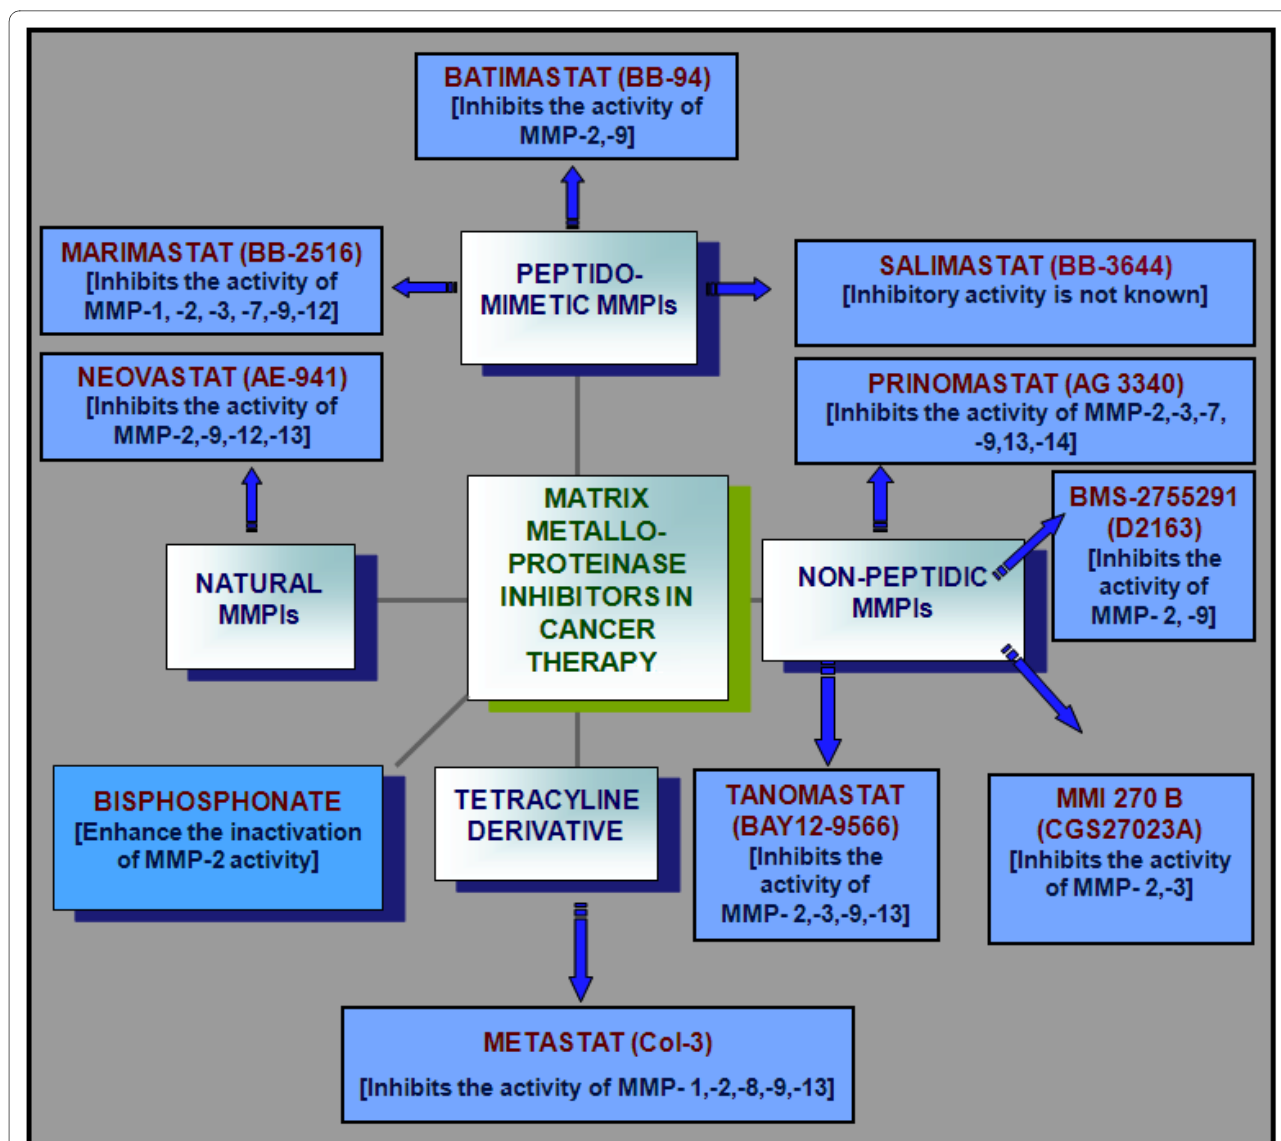 BATIMASTAT (BB-94)
[Inhibits the activity of
MMP-2,-9]
MARIMASTAT (BB-2516)
[Inhibits the activity of
MMP-1, -2, -3, -7,-9,-12]
PEPTIDO-
MIMETIC MMPIs
SALIMASTAT (BB-3644)
[Inhibitory activity is not known]
NEOVASTAT (AE-941)
[Inhibits the activity of
MMP-2,-9,-12,-13]
PRINOMASTAT (AG 3340)
[Inhibits the activity of MMP-2,-3,-7,
-9,13,-14]
MATRIX
METALLO-
PROTEINASE
INHIBITORS IN
CANCER
THERAPY
BMS-2755291
(D2163)
[Inhibits the
activity of
MMP- 2, -9]
NATURAL
MMPIs
NON-PEPTIDIC
MMPIs
BISPHOSPHONATE
[Enhance the inactivation
of MMP-2 activity]
TETRACYLINE
DERIVATIVE
TANOMASTAT
(BAY12-9566)
[Inhibits the
activity of
MMP- 2,-3,-9,-13]
MMI 270 B
(CGS27023A)
[Inhibits the activity
of MMP- 2,-3]
METASTAT (Col-3)
[Inhibits the activity of MMP- 1,-2,-8,-9,-13]